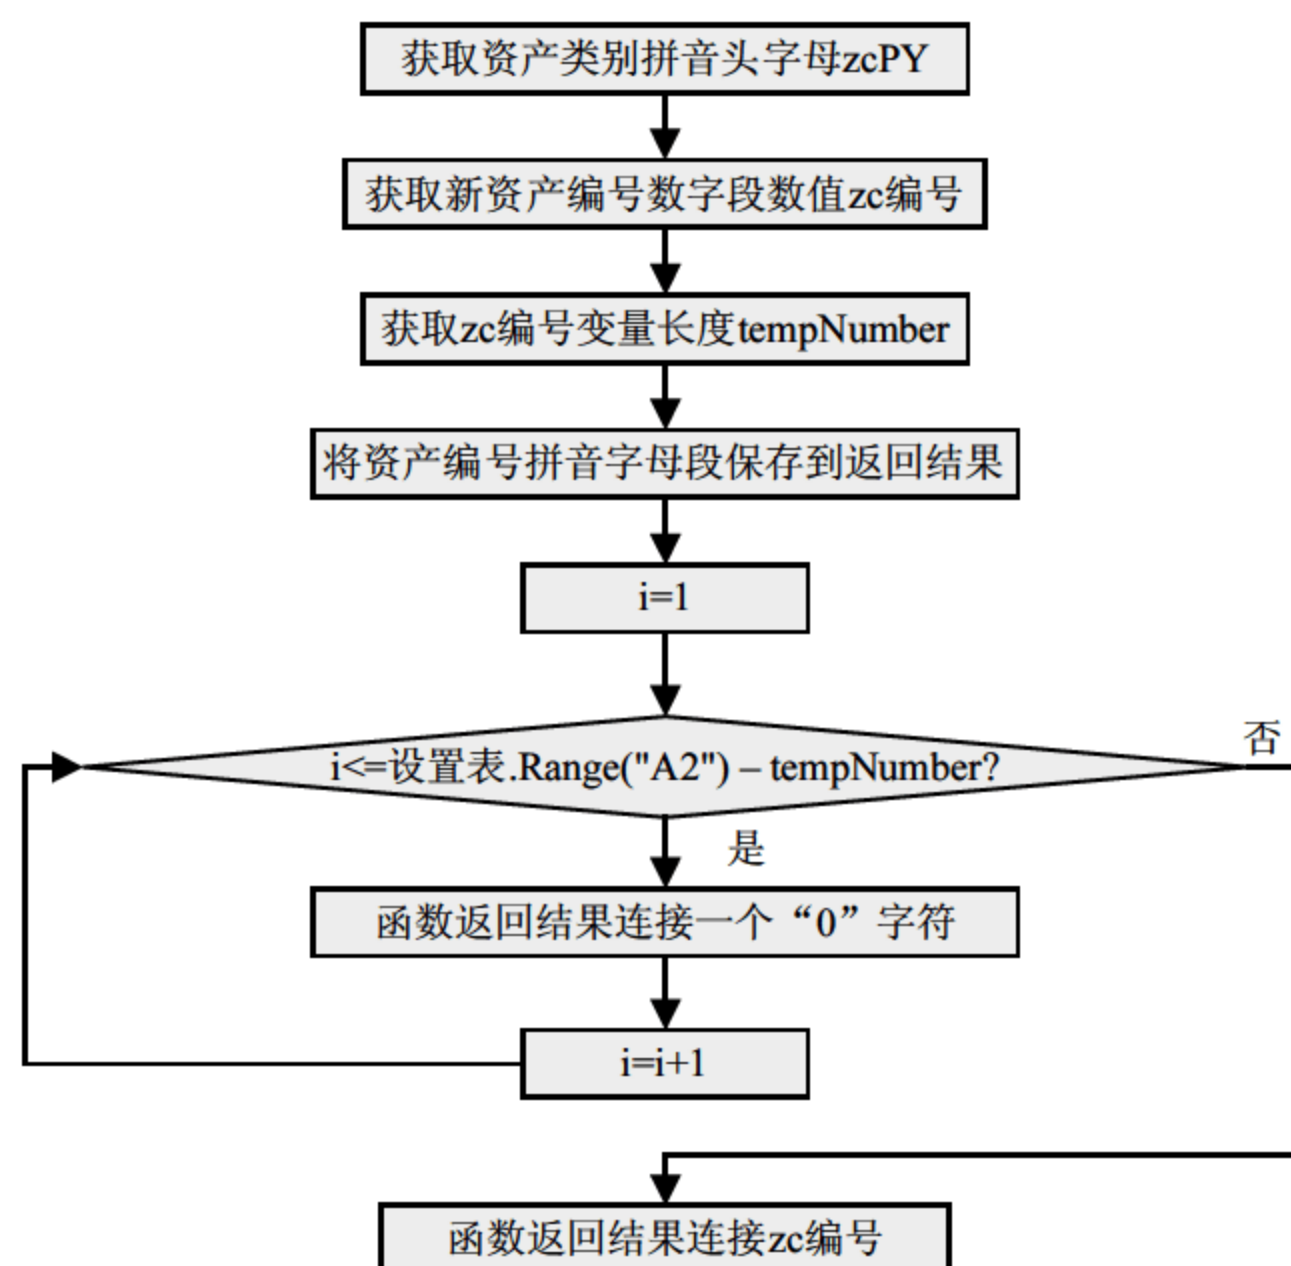 获取资产类别拼音头字母zcPY
获取新资产编号数字段数值zc编号
获取zc编号变量长度tempNumber
将资产编号拼音字母段保存到返回结果
i=1
否
i<=设置表.Range("A2") – tempNumber?
是
函数返回结果连接一个“0”字符
i=i+1
函数返回结果连接zc编号